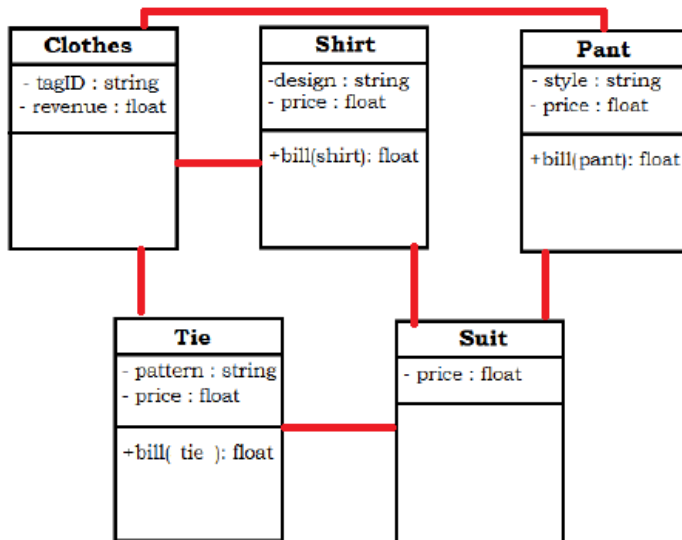 Clothes
- tagID : string
- revenue : float
Shirt
-design : string
- price : float
+bill(shirt): float
Pant
- style : string
- price : float
+bill(pant): float
Tie
- pattern : string
- price : float
+bill( tie ): float
Suit
- price : float